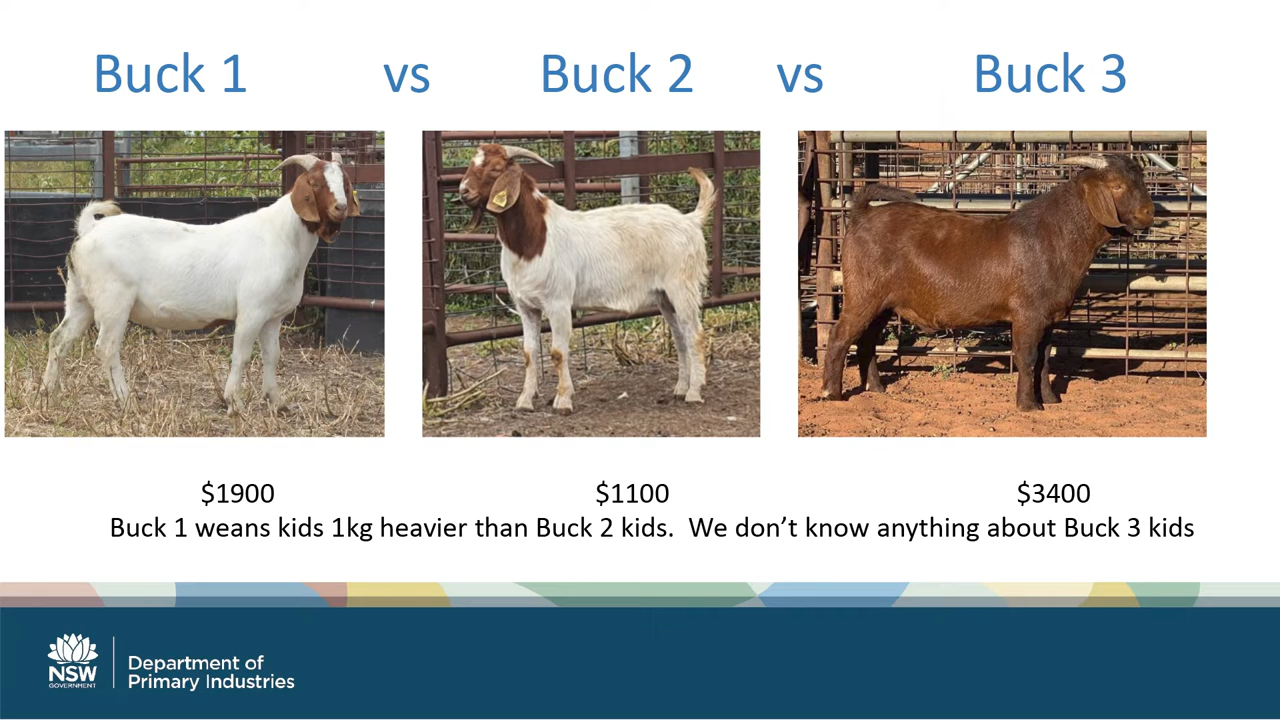 Buck 1 vs Buck 2 vs Buck 3
$1900 $1100 $3400
Buck 1 weans kids 1kg heavier than Buck 2 kids.  We don’t know anything about Buck 3 kids
NSW
GOVERNMENT
Department of
Primary Industries